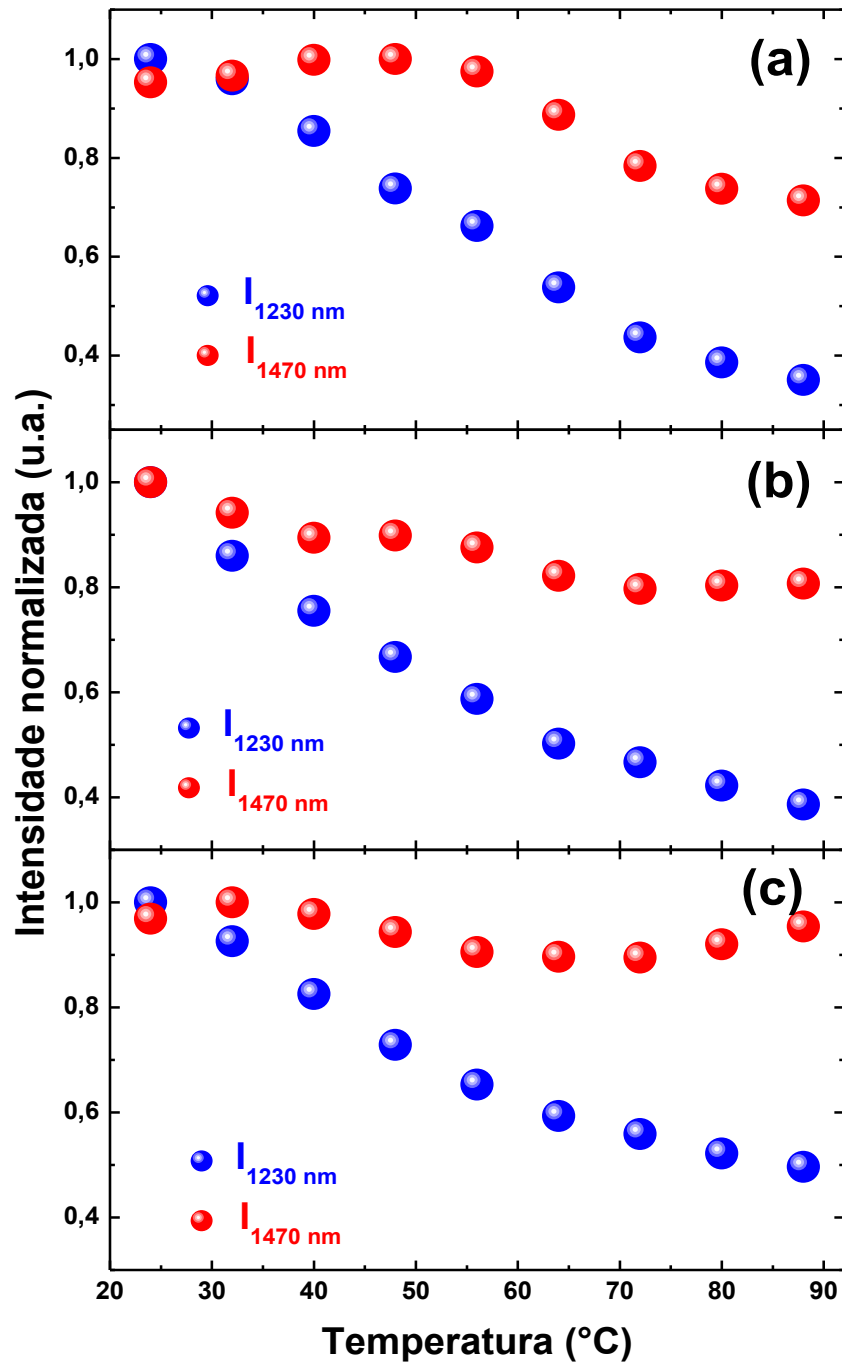 Intensidade normalizada (u.a.)
(a)
1,0
0,8
0,6
0,4
I1230 nm
I1470 nm
(b)
1,0
0,8
0,6
0,4
I1230 nm
I1470 nm
(c)
1,0
0,8
0,6
0,4
I1230 nm
I1470 nm
20 30 40 50 60 70 80 90
Temperatura (°C)